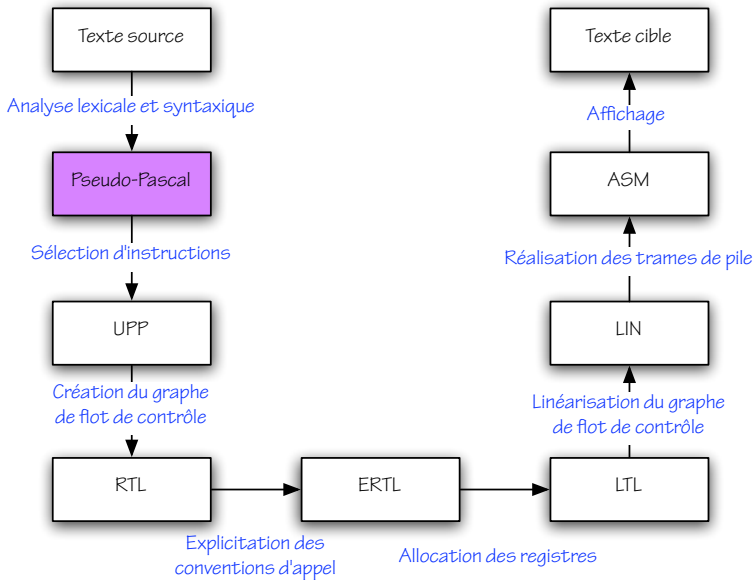 Texte source
Texte cible
Analyse lexicale et syntaxique
Affichage
Pseudo-Pascal
ASM
Sélection d'instructions
Réalisation des trames de pile
UPP
LIN
Création du graphe
de flot de contrôle
Linéarisation du graphe
de flot de contrôle
RTL
ERTL
LTL
Explicitation des
conventions d'appel
Allocation des registres